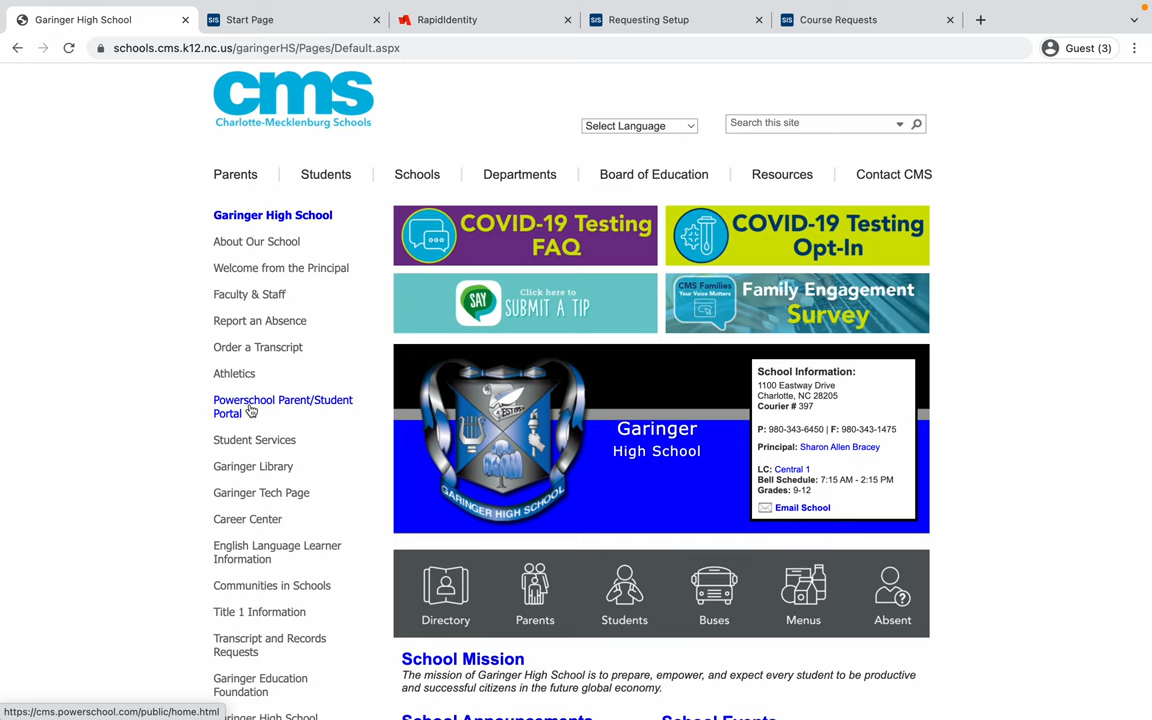 Garinger High School
SIS Start Page
RapidIdentity
SIS Requesting Setup
SIS Course Requests
schools.cms.k12.nc.us/garingerHS/Pages/Default.aspx
Guest (3)
cms
Charlotte-Mecklenburg Schools
Select Language
Search this site
Parents
Students
Schools
Departments
Board of Education
Resources
Contact CMS
Garinger High School
About Our School
Welcome from the Principal
Faculty & Staff
Report an Absence
Order a Transcript
Athletics
Powerschool Parent/Student
Portal
Student Services
Garinger Library
Garinger Tech Page
Career Center
English Language Learner
Information
Communities in Schools
Title 1 Information
Transcript and Records
Requests
Garinger Education
Foundation
Garinger High School
COVID-19 Testing
FAQ
COVID-19 Testing
Opt-In
SAY
Click here to
SUBMIT A TIP
CMS Families
Your Voice Matters
Family Engagement
Survey
GARINGER HIGH SCHOOL
Garinger
High School
School Information:
1100 Eastway Drive
Charlotte, NC 28205
Courier # 397
P: 980-343-6450 | F: 980-343-1475
Principal: Sharon Allen Bracey
LC: Central 1
Bell Schedule: 7:15 AM - 2:15 PM
Grades: 9-12
Email School
Directory
Parents
Students
Buses
Menus
Absent
School Mission
The mission of Garinger High School is to prepare, empower, and expect every student to be productive
and successful citizens in the future global economy.
School Announcements
School Events
https://cms.powerschool.com/public/home.html